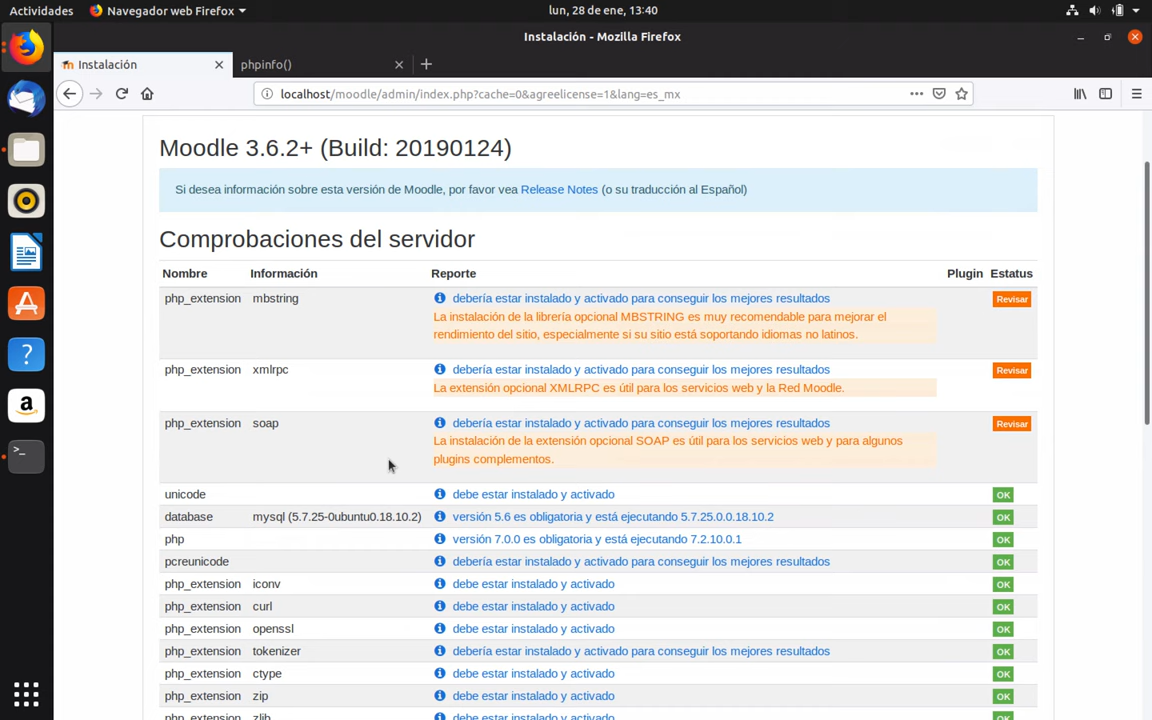 Actividades Navegador web Firefox lun, 28 de ene, 13:40
Instalación - Mozilla Firefox
Instalación phpinfo()
localhost/moodle/admin/index.php?cache=0&agreelicense=1&lang=es_mx
Moodle 3.6.2+ (Build: 20190124)
Si desea información sobre esta versión de Moodle, por favor vea Release Notes (o su traducción al Español)
Comprobaciones del servidor
Nombre Información Reporte Plugin Estatus
php_extension mbstring debería estar instalado y activado para conseguir los mejores resultados Revisar
La instalación de la librería opcional MBSTRING es muy recomendable para mejorar el
rendimiento del sitio, especialmente si su sitio está soportando idiomas no latinos.
php_extension xmlrpc debería estar instalado y activado para conseguir los mejores resultados Revisar
La extensión opcional XMLRPC es útil para los servicios web y la Red Moodle.
php_extension soap debería estar instalado y activado para conseguir los mejores resultados Revisar
La instalación de la extensión opcional SOAP es útil para los servicios web y para algunos
plugins complementos.
unicode debe estar instalado y activado OK
database mysql (5.7.25-0ubuntu0.18.10.2) versión 5.6 es obligatoria y está ejecutando 5.7.25.0.0.18.10.2 OK
php versión 7.0.0 es obligatoria y está ejecutando 7.2.10.0.1 OK
pcreunicode debería estar instalado y activado para conseguir los mejores resultados OK
php_extension iconv debe estar instalado y activado OK
php_extension curl debe estar instalado y activado OK
php_extension openssl debe estar instalado y activado OK
php_extension tokenizer debería estar instalado y activado para conseguir los mejores resultados OK
php_extension ctype debe estar instalado y activado OK
php_extension zip debe estar instalado y activado OK
php_extension zlib debe estar instalado y activado OK